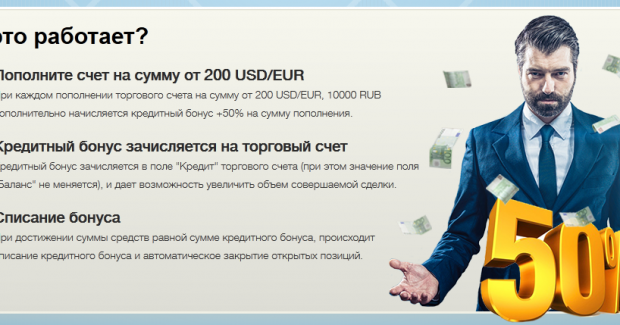 это работает?
Пополните счет на сумму от 200 USD/EUR
ри каждом пополнении торгового счета на сумму от 200 USD/EUR, 10000 RUB
ополнительно начисляется кредитный бонус +50% на сумму пополнения.
Кредитный бонус зачисляется на торговый счет
редитный бонус зачисляется в поле "Кредит" торгового счета (при этом значение поля
Баланс" не меняется), и дает возможность увеличить объем совершаемой сделки.
Списание бонуса
ри достижении суммы средств равной сумме кредитного бонуса, происходит
писание кредитного бонуса и автоматическое закрытие открытых позиций.
50%